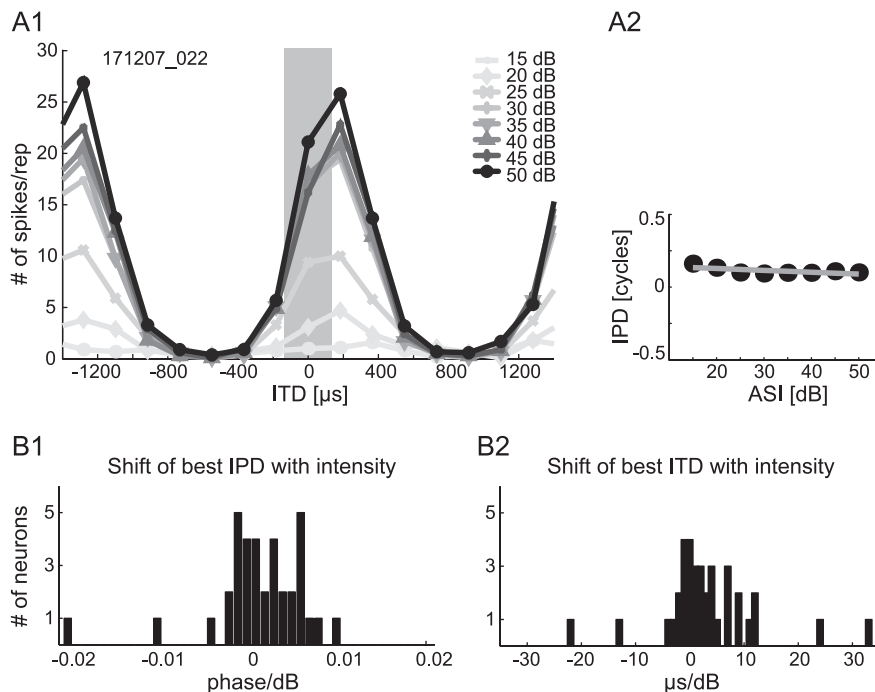 A1
171207_022
30
25
20
15
10
5
0
# of spikes/rep
-1200
-800
-400
0
400
800
1200
ITD [µs]
15 dB
20 dB
25 dB
30 dB
35 dB
40 dB
45 dB
50 dB
A2
0.5
0
-0.5
IPD [cycles]
20
30
40
50
ASI [dB]
B1
Shift of best IPD with intensity
5
3
1
# of neurons
-0.02
-0.01
0
0.01
0.02
phase/dB
B2
Shift of best ITD with intensity
5
3
1
-30
-20
-10
0
10
20
30
µs/dB